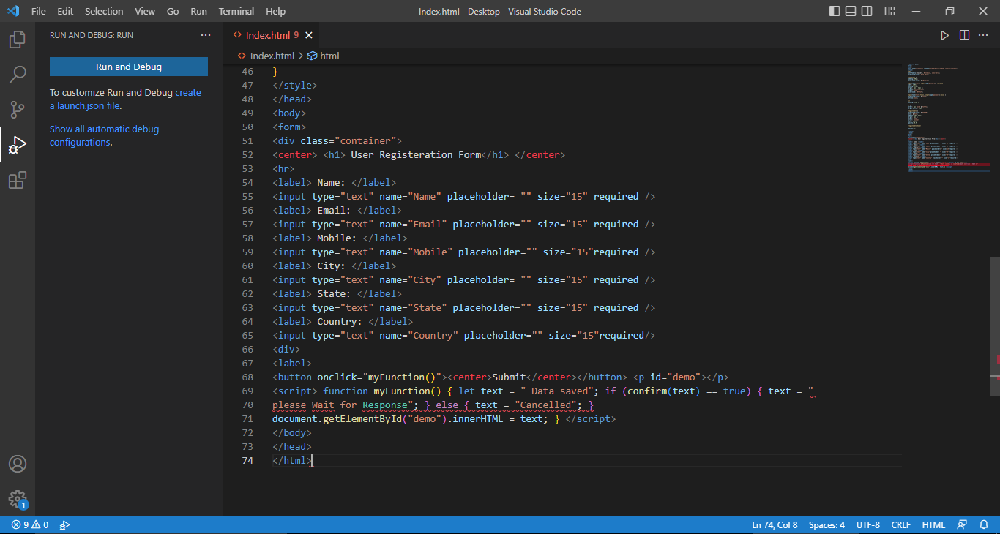 File Edit Selection View Go Run Terminal Help
Index.html - Desktop - Visual Studio Code
RUN AND DEBUG: RUN
Run and Debug
To customize Run and Debug create
a launch.json file.
Show all automatic debug
configurations.
Index.html 9
Index.html > html
46 }
47 </style>
48 </head>
49 <body>
50 <form>
51 <div class="container">
52 <center> <h1> User Registeration Form</h1> </center>
53 <hr>
54 <label> Name: </label>
55 <input type="text" name="Name" placeholder= "" size="15" required />
56 <label> Email: </label>
57 <input type="text" name="Email" placeholder="" size="15" required />
58 <label> Mobile: </label>
59 <input type="text" name="Mobile" placeholder="" size="15"required />
60 <label> City: </label>
61 <input type="text" name="City" placeholder= "" size="15" required />
62 <label> State: </label>
63 <input type="text" name="State" placeholder="" size="15" required />
64 <label> Country: </label>
65 <input type="text" name="Country" placeholder="" size="15"required/>
66 <div>
67 <label>
68 <button onclick="myFunction()"><center>Submit</center></button> <p id="demo"></p>
69 <script> function myFunction() { let text = " Data saved"; if (confirm(text) == true) { text = "
70 please Wait for Response"; } else { text = "Cancelled"; }
71 document.getElementById("demo").innerHTML = text; } </script>
72 </body>
73 </head>
74 </html>
1
9 0
Ln 74, Col 8 Spaces: 4 UTF-8 CRLF HTML